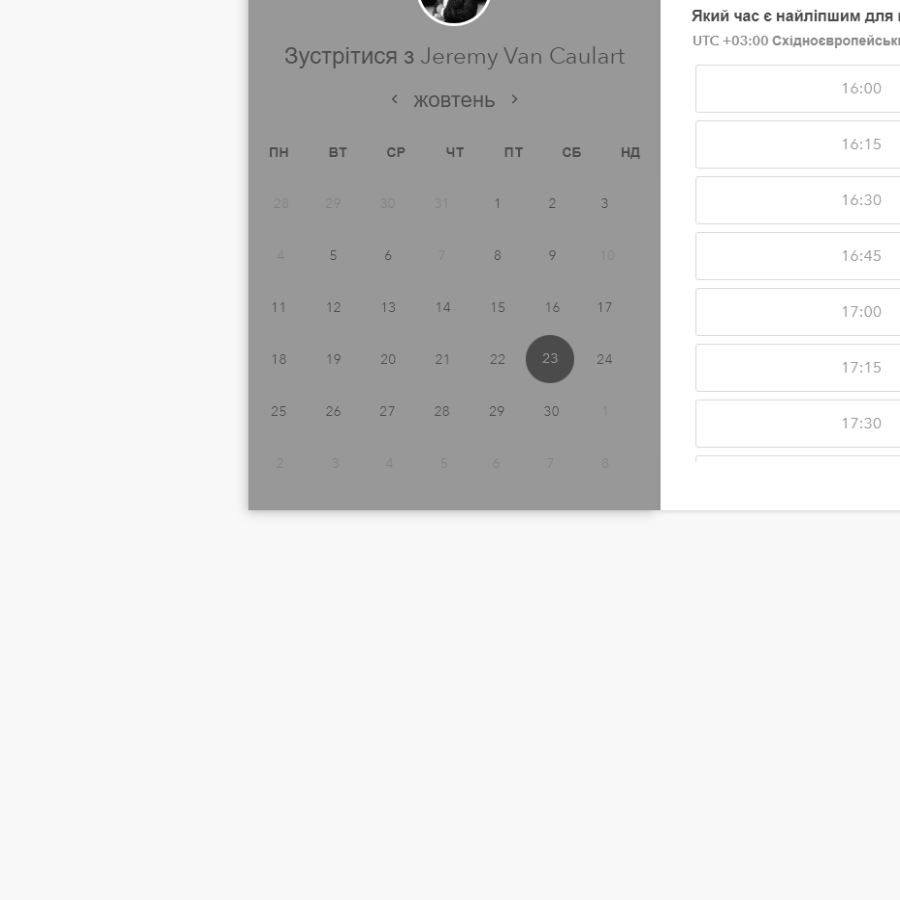 Який час є найліпшим для
UTC +03:00 Східноєвропейськ
Зустрітися з Jeremy Van Caulart
‹ жовтень ›
ПН ВТ СР ЧТ ПТ СБ НД
28 29 30 31 1 2 3
4 5 6 7 8 9 10
11 12 13 14 15 16 17
18 19 20 21 22 23 24
25 26 27 28 29 30 1
2 3 4 5 6 7 8
16:00
16:15
16:30
16:45
17:00
17:15
17:30